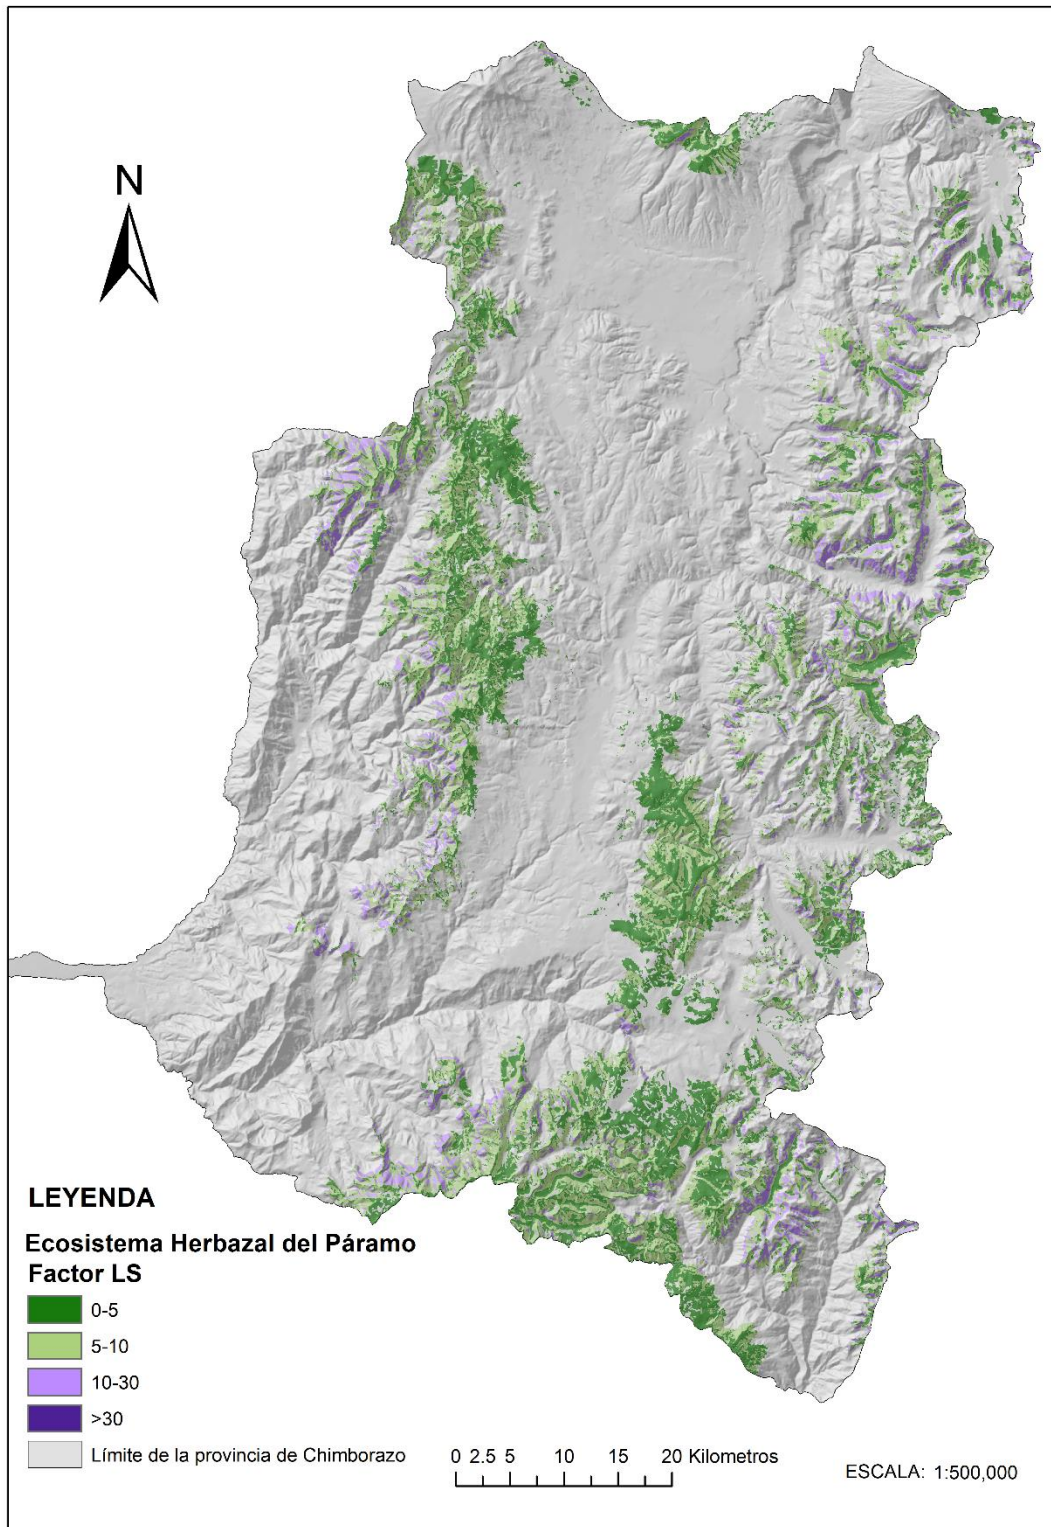 N
LEYENDA
Ecosistema Herbazal del Páramo
Factor LS
0-5
5-10
10-30
>30
Límite de la provincia de Chimborazo
0 2.5 5 10 15 20 Kilometros
ESCALA: 1:500,000